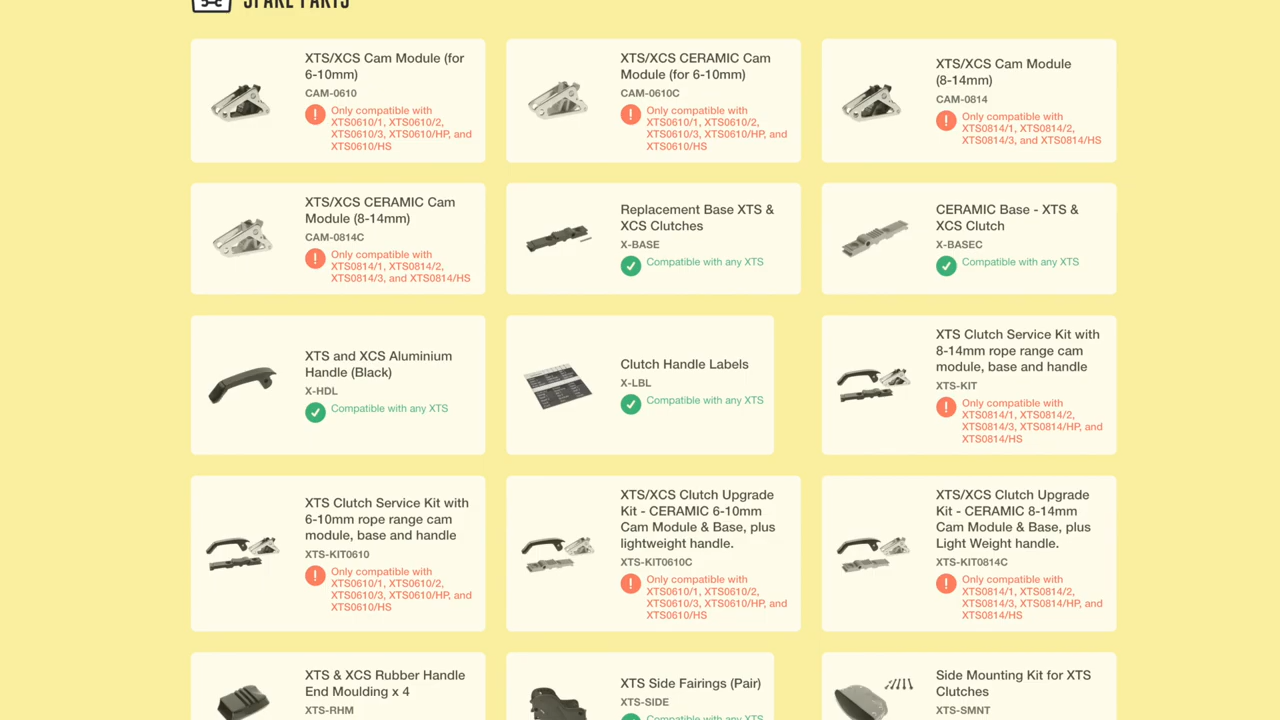 SPARE PARTS
XTS/XCS Cam Module (for
6-10mm)
CAM-0610
Only compatible with
XTS0610/1, XTS0610/2,
XTS0610/3, XTS0610/HP, and
XTS0610/HS
XTS/XCS CERAMIC Cam
Module (for 6-10mm)
CAM-0610C
Only compatible with
XTS0610/1, XTS0610/2,
XTS0610/3, XTS0610/HP, and
XTS0610/HS
XTS/XCS Cam Module
(8-14mm)
CAM-0814
Only compatible with
XTS0814/1, XTS0814/2,
XTS0814/3, and XTS0814/HS
XTS/XCS CERAMIC Cam
Module (8-14mm)
CAM-0814C
Only compatible with
XTS0814/1, XTS0814/2,
XTS0814/3, and XTS0814/HS
Replacement Base XTS &
XCS Clutches
X-BASE
Compatible with any XTS
CERAMIC Base - XTS &
XCS Clutch
X-BASEC
Compatible with any XTS
XTS and XCS Aluminium
Handle (Black)
X-HDL
Compatible with any XTS
Clutch Handle Labels
X-LBL
Compatible with any XTS
XTS Clutch Service Kit with
8-14mm rope range cam
module, base and handle
XTS-KIT
Only compatible with
XTS0814/1, XTS0814/2,
XTS0814/3, XTS0814/HP, and
XTS0814/HS
XTS Clutch Service Kit with
6-10mm rope range cam
module, base and handle
XTS-KIT0610
Only compatible with
XTS0610/1, XTS0610/2,
XTS0610/3, XTS0610/HP, and
XTS0610/HS
XTS/XCS Clutch Upgrade
Kit - CERAMIC 6-10mm
Cam Module & Base, plus
lightweight handle.
XTS-KIT0610C
Only compatible with
XTS0610/1, XTS0610/2,
XTS0610/3, XTS0610/HP, and
XTS0610/HS
XTS/XCS Clutch Upgrade
Kit - CERAMIC 8-14mm
Cam Module & Base, plus
Light Weight handle.
XTS-KIT0814C
Only compatible with
XTS0814/1, XTS0814/2,
XTS0814/3, XTS0814/HP, and
XTS0814/HS
XTS & XCS Rubber Handle
End Moulding x 4
XTS-RHM
XTS Side Fairings (Pair)
XTS-SIDE
Compatible with any XTS
Side Mounting Kit for XTS
Clutches
XTS-SMNT